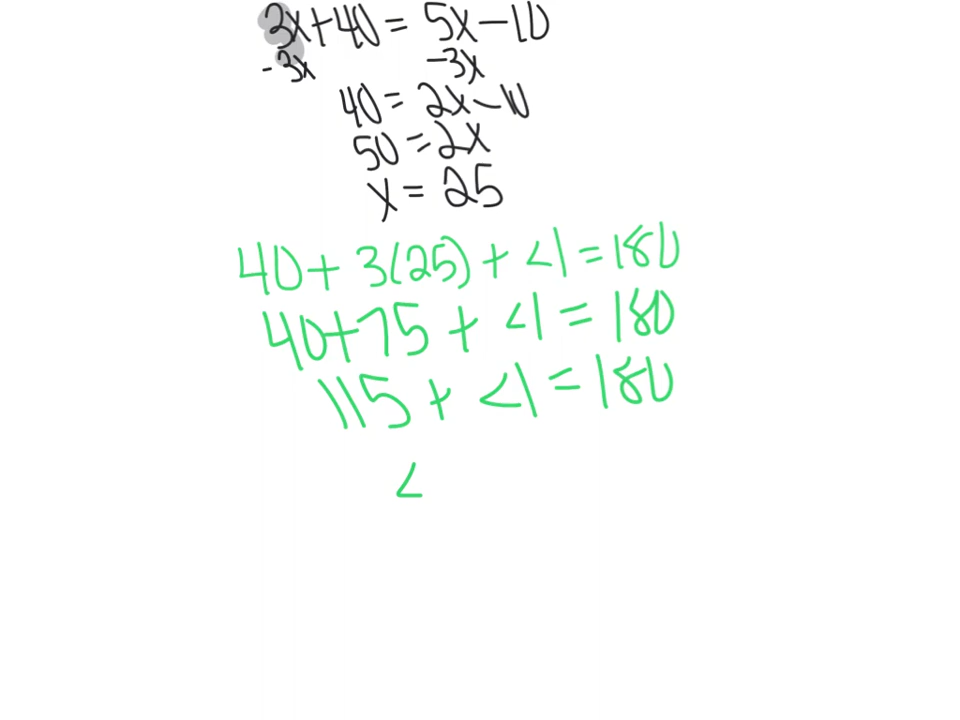 3x+40 = 5x-10
-3x -3x
40 = 2x-10
50 = 2x
x = 25
40+ 3(25) + <1 = 180
40+75 + <1 = 180
115 + <1 = 180
<